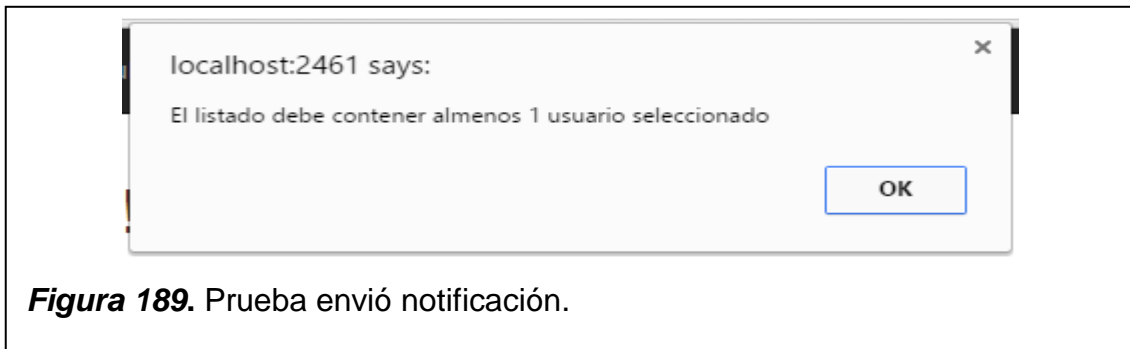 localhost:2461 says:
El listado debe contener almenos 1 usuario seleccionado
OK
Figura 189. Prueba envió notificación.